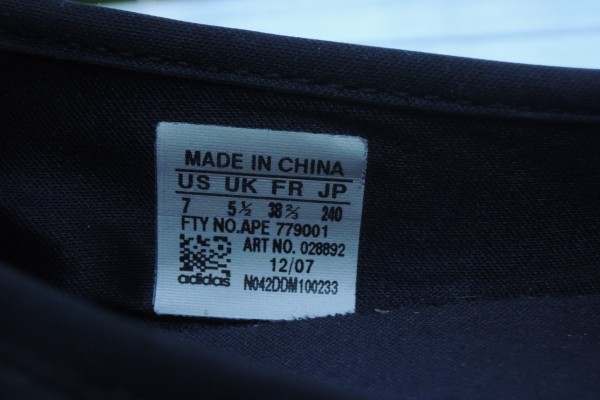 MADE IN CHINA
US UK FR JP
7 5½ 38⅔ 240
FTY NO.APE 779001
ART NO. 028892
12/07
adidas N042DDM100233